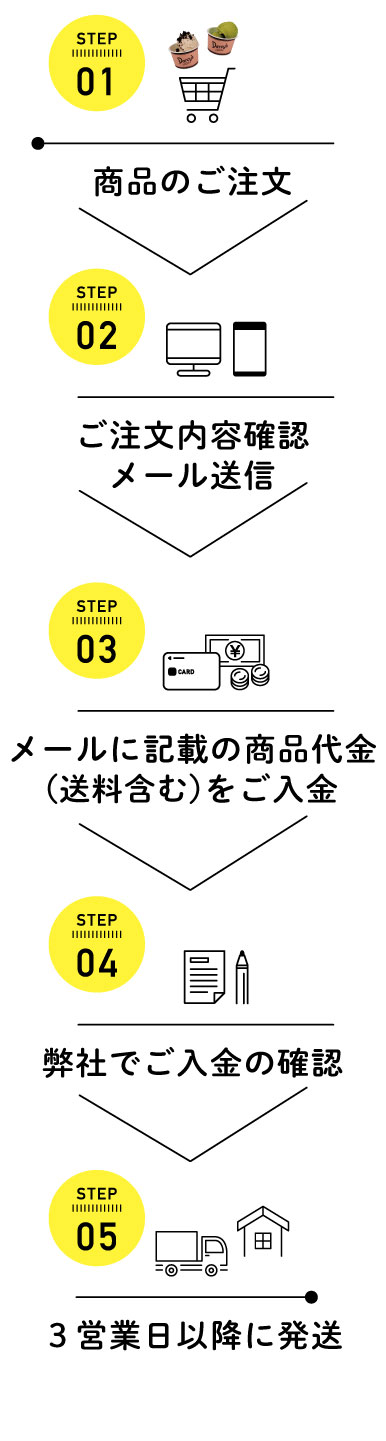 STEP
01
商品のご注文
STEP
02
ご注文内容確認
メール送信
STEP
03
¥
CARD
メールに記載の商品代金
(送料含む)をご入金
STEP
04
弊社でご入金の確認
STEP
05
3営業日以降に発送